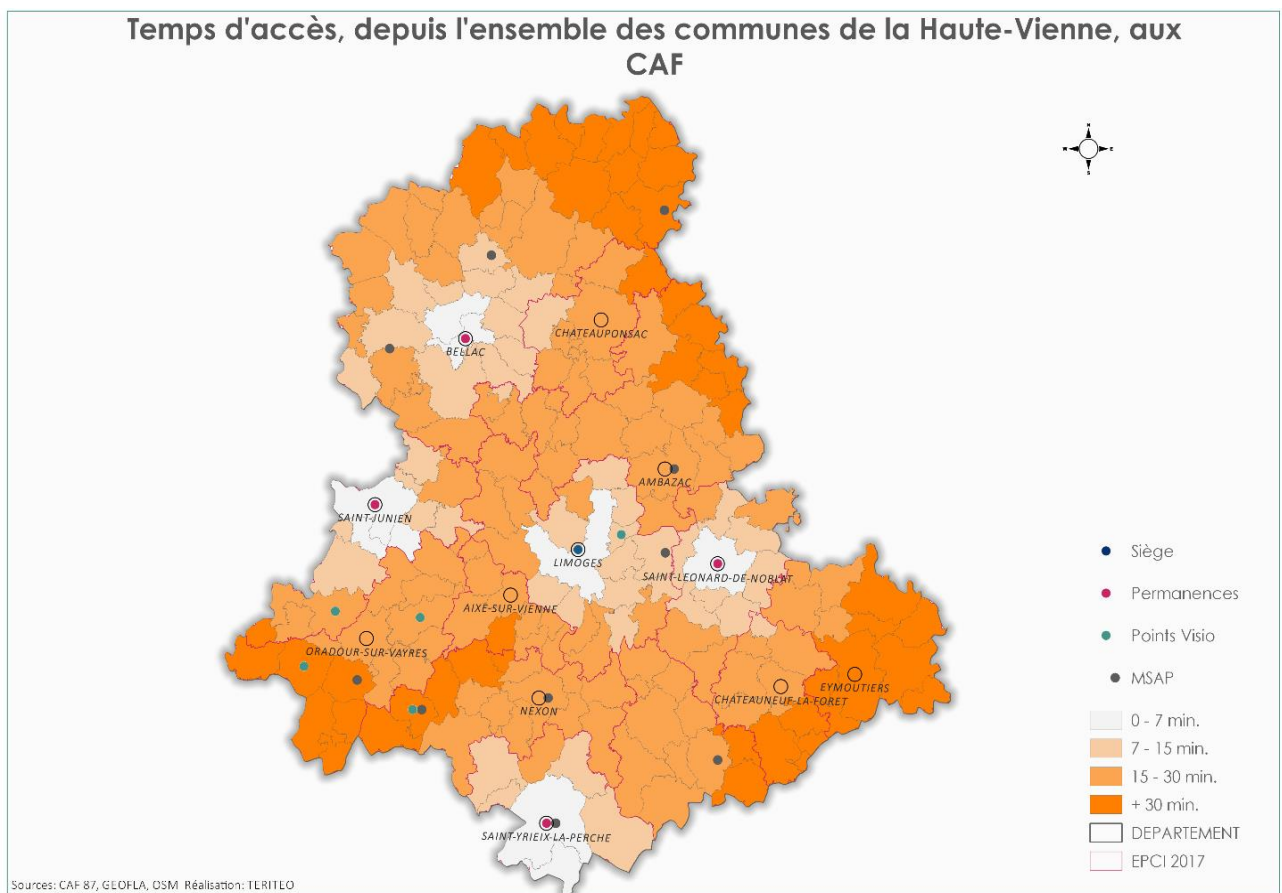 Temps d'accès, depuis l'ensemble des communes de la Haute-Vienne, aux
CAF
N
W E
S
CHATEAUPONSAC
BELLAC
AMBAZAC
SAINT-JUNIEN
LIMOGES
SAINT-LEONARD-DE-NOBLAT
AIXE-SUR-VIENNE
ORADOUR-SUR-VAYRES
EYMOUTIERS
CHATEAUNEUF-LA-FORET
NEXON
SAINT-YRIEIX-LA-PERCHE
Siège
Permanences
Points Visio
MSAP
0 - 7 min.
7 - 15 min.
15 - 30 min.
+ 30 min.
DEPARTEMENT
EPCI 2017
Sources: CAF 87, GEOFLA, OSM Réalisation: TERITEO